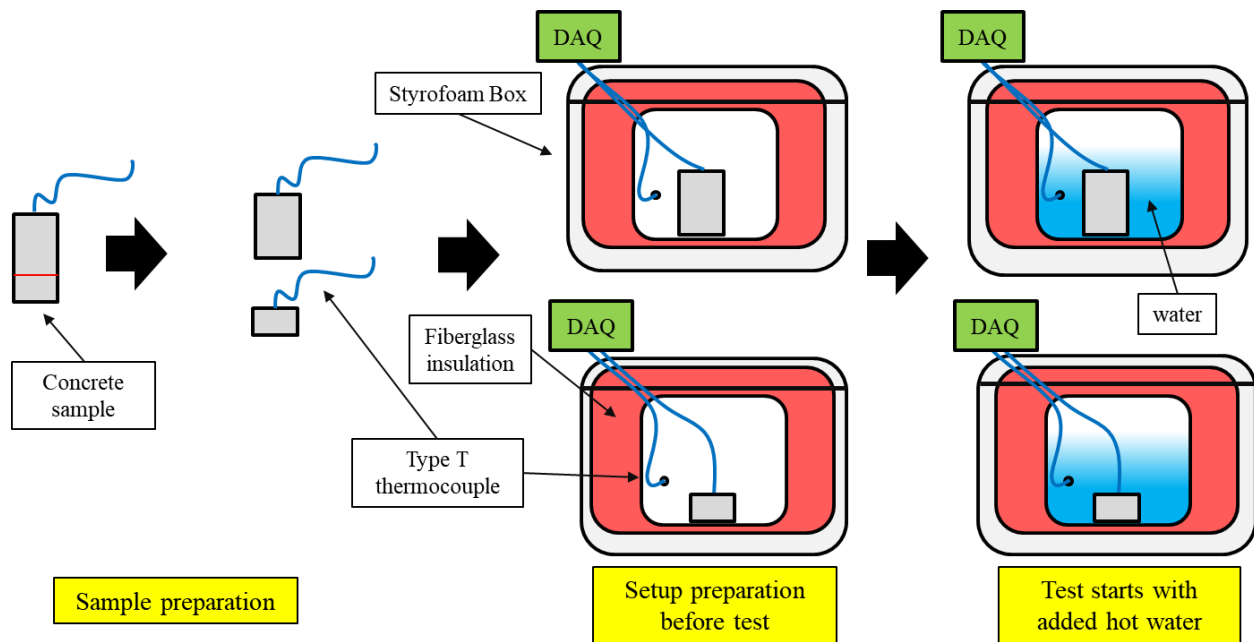 DAQ
DAQ
Styrofoam Box
water
DAQ
DAQ
Fiberglass
insulation
Concrete
sample
Type T
thermocouple
Sample preparation
Setup preparation
before test
Test starts with
added hot water